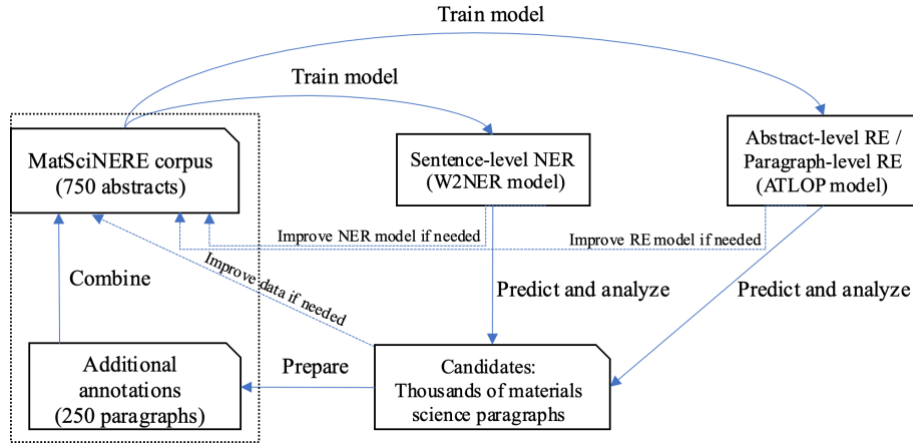 Train model
Train model
MatSciNERE corpus
(750 abstracts)
Sentence-level NER
(W2NER model)
Abstract-level RE /
Paragraph-level RE
(ATLOP model)
Improve NER model if needed
Improve RE model if needed
Improve data if needed
Combine
Predict and analyze
Predict and analyze
Additional
annotations
(250 paragraphs)
Prepare
Candidates:
Thousands of materials
science paragraphs